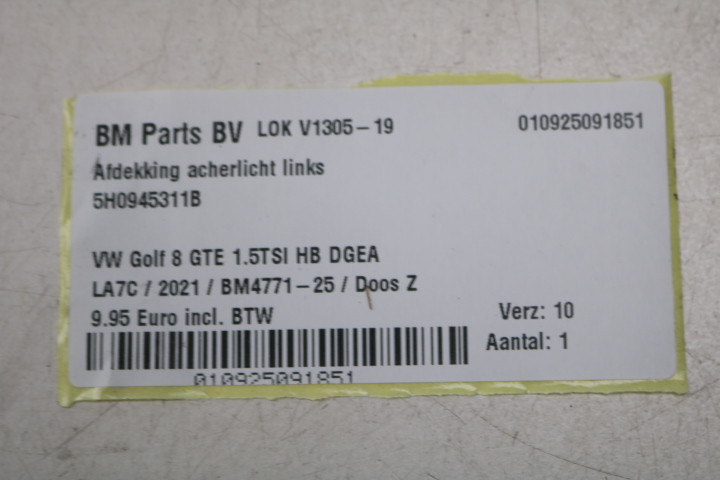 BM Parts BV LOK V1305-19 010925091851
Afdekking acherlicht links
5H0945311B
VW Golf 8 GTE 1.5TSI HB DGEA
LA7C / 2021 / BM4771-25 / Doos Z
9.95 Euro incl. BTW
Verz: 10
Aantal: 1
010925091851